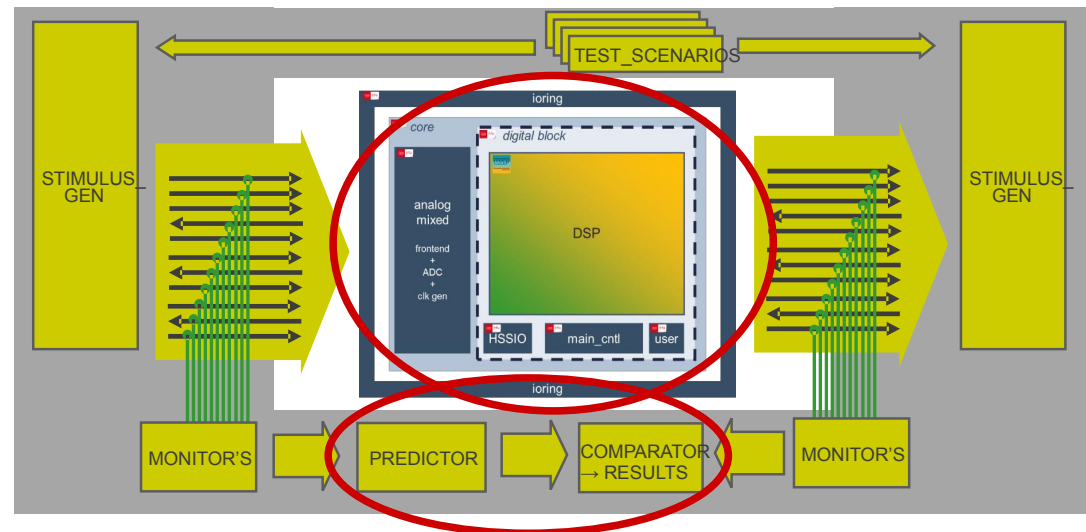 TEST_SCENARIOS
STIMULUS_
GEN
ioring
core
digital block
analog
mixed
frontend
+
ADC
+
clk gen
DSP
HSSIO
main_cntl
user
ioring
STIMULUS_
GEN
MONITOR'S
PREDICTOR
COMPARATOR
→ RESULTS
MONITOR'S